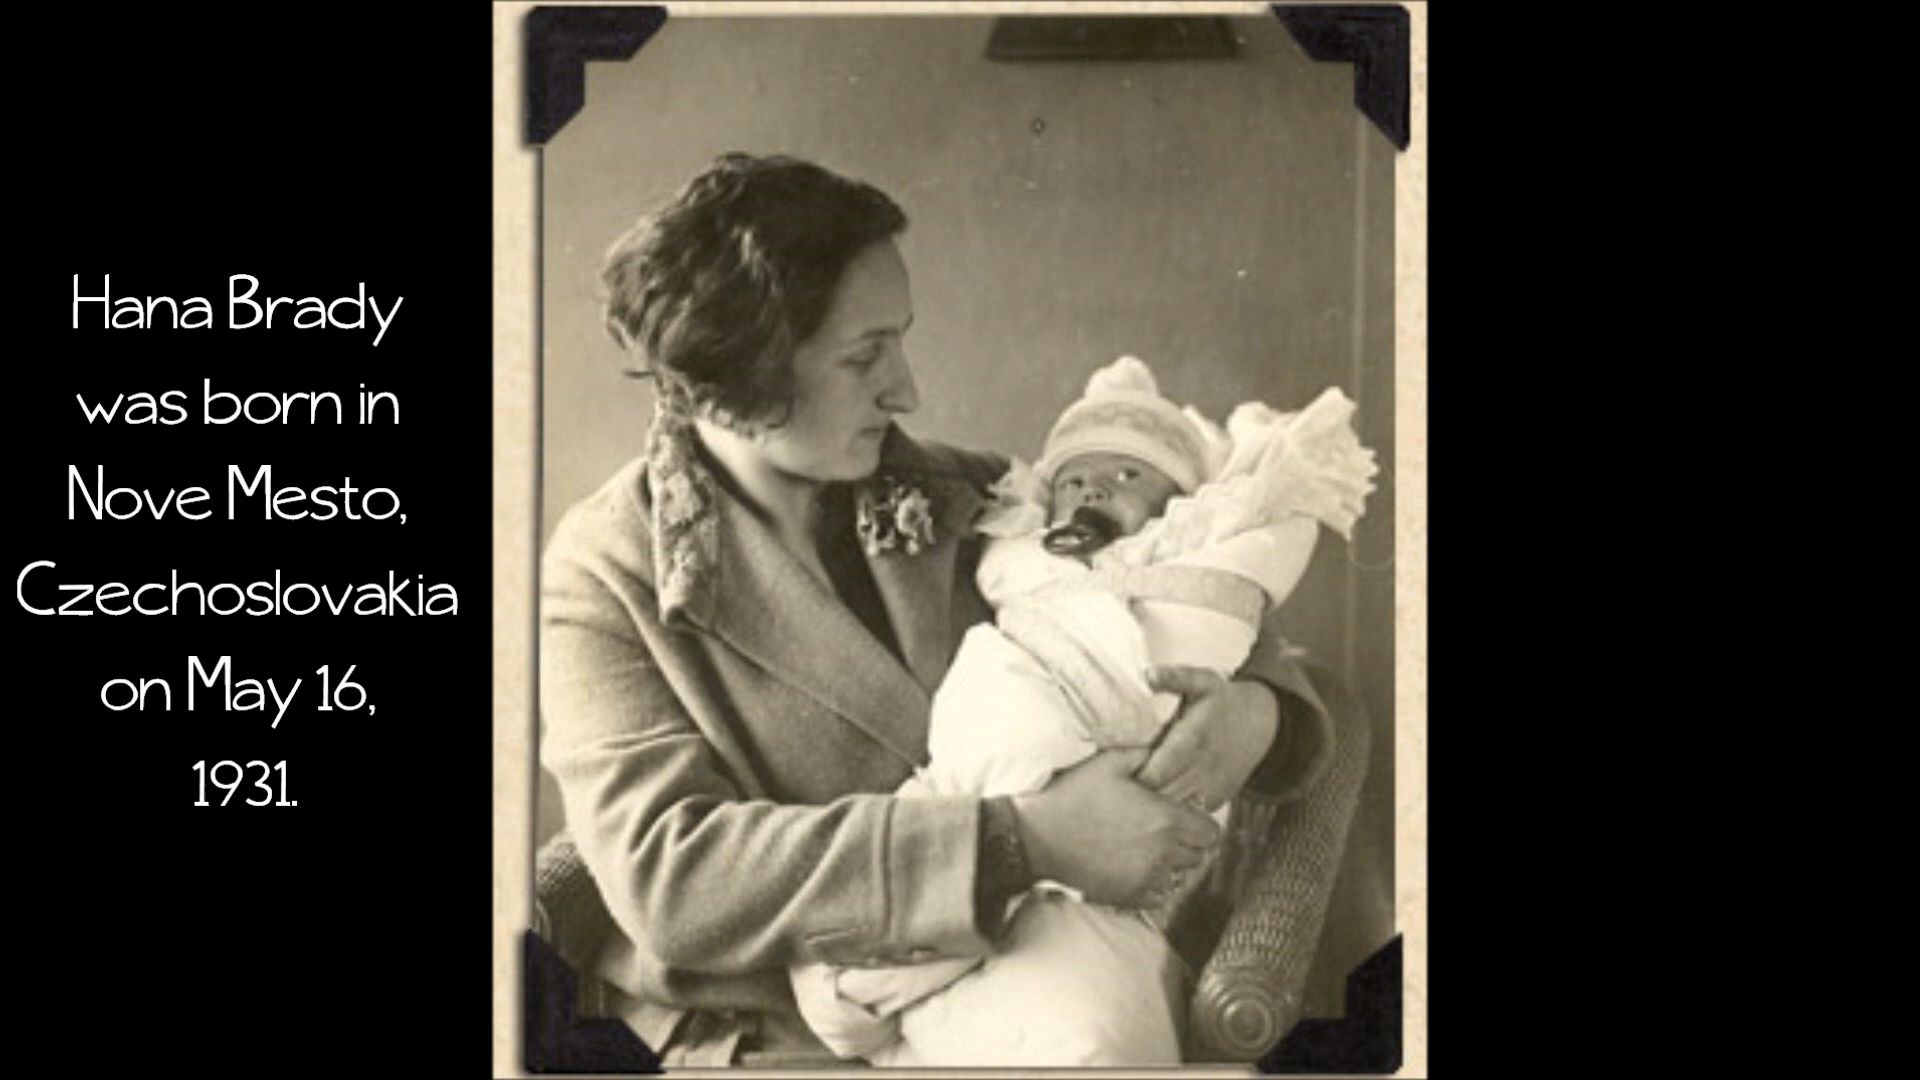 Hana Brady
was born in
Nove Mesto,
Czechoslovakia
on May 16,
1931.